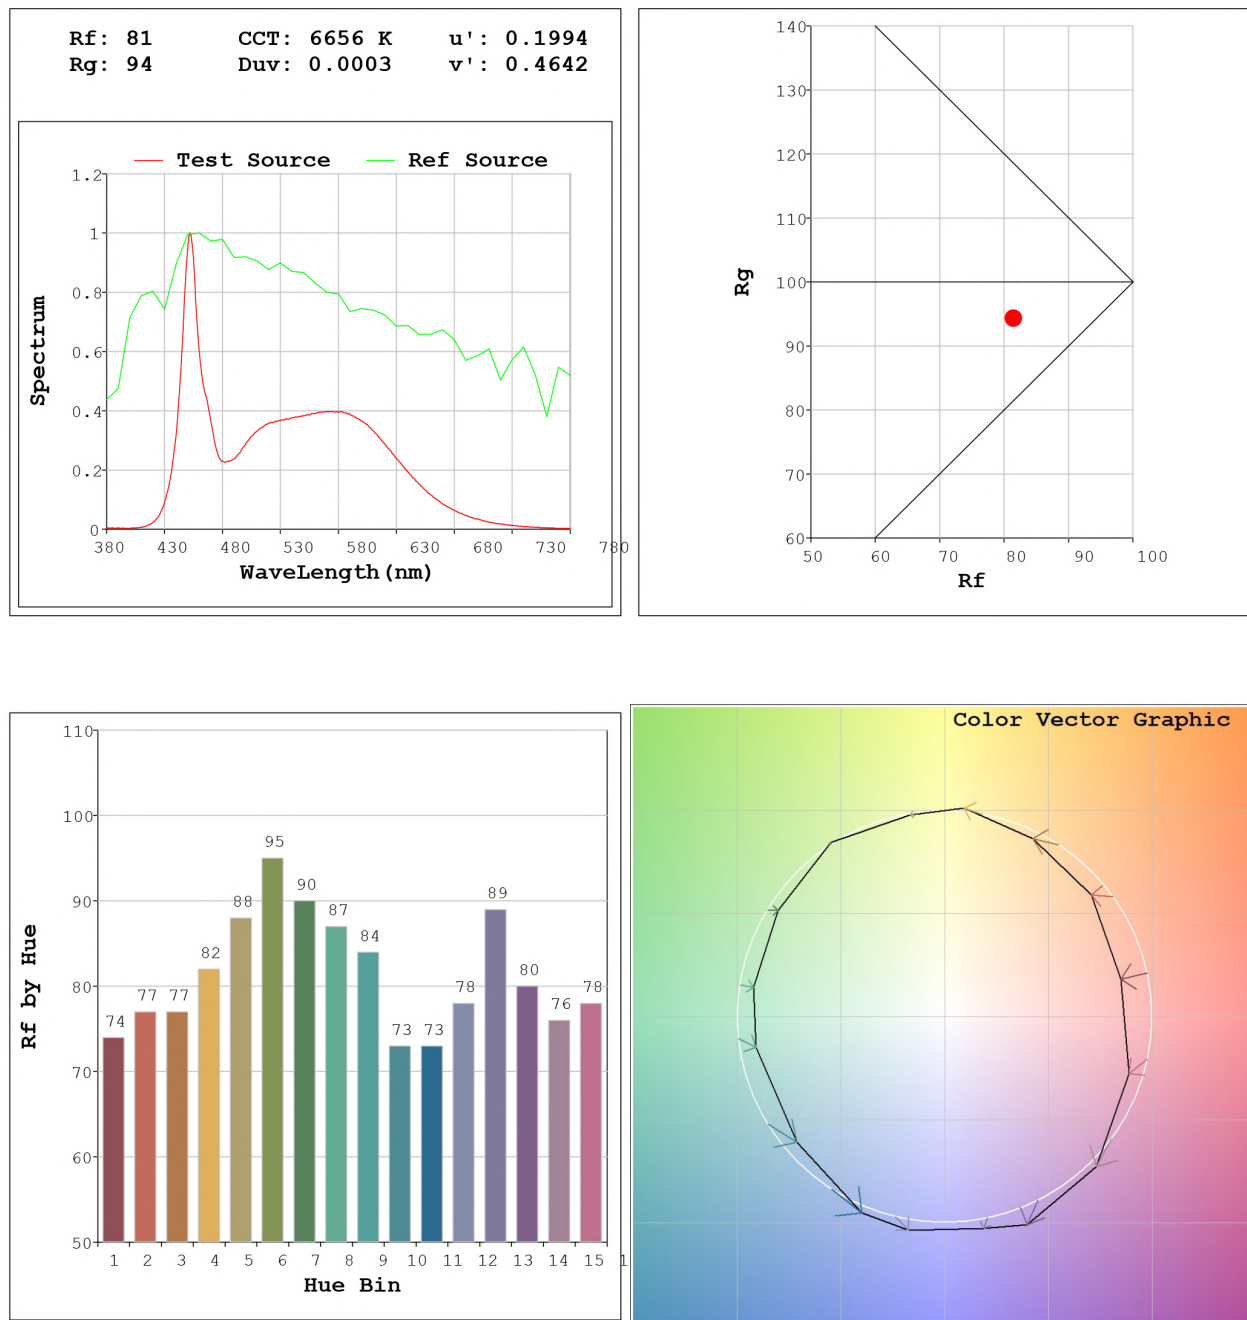 Rf: 81 CCT: 6656 K u': 0.1994
Rg: 94 Duv: 0.0003 v': 0.4642
Test Source Ref Source
1.2
1
0.8
0.6
0.4
0.2
0
Spectrum
380 430 480 530 580 630 680 730 780
WaveLength(nm)
140
130
120
110
100
90
80
70
60
Rg
50 60 70 80 90 100
Rf
110
100
90
80
70
60
50
Rf by Hue
74 77 77 82 88 95 90 87 84 73 73 78 89 80 76 78
1 2 3 4 5 6 7 8 9 10 11 12 13 14 15 1
Hue Bin
Color Vector Graphic